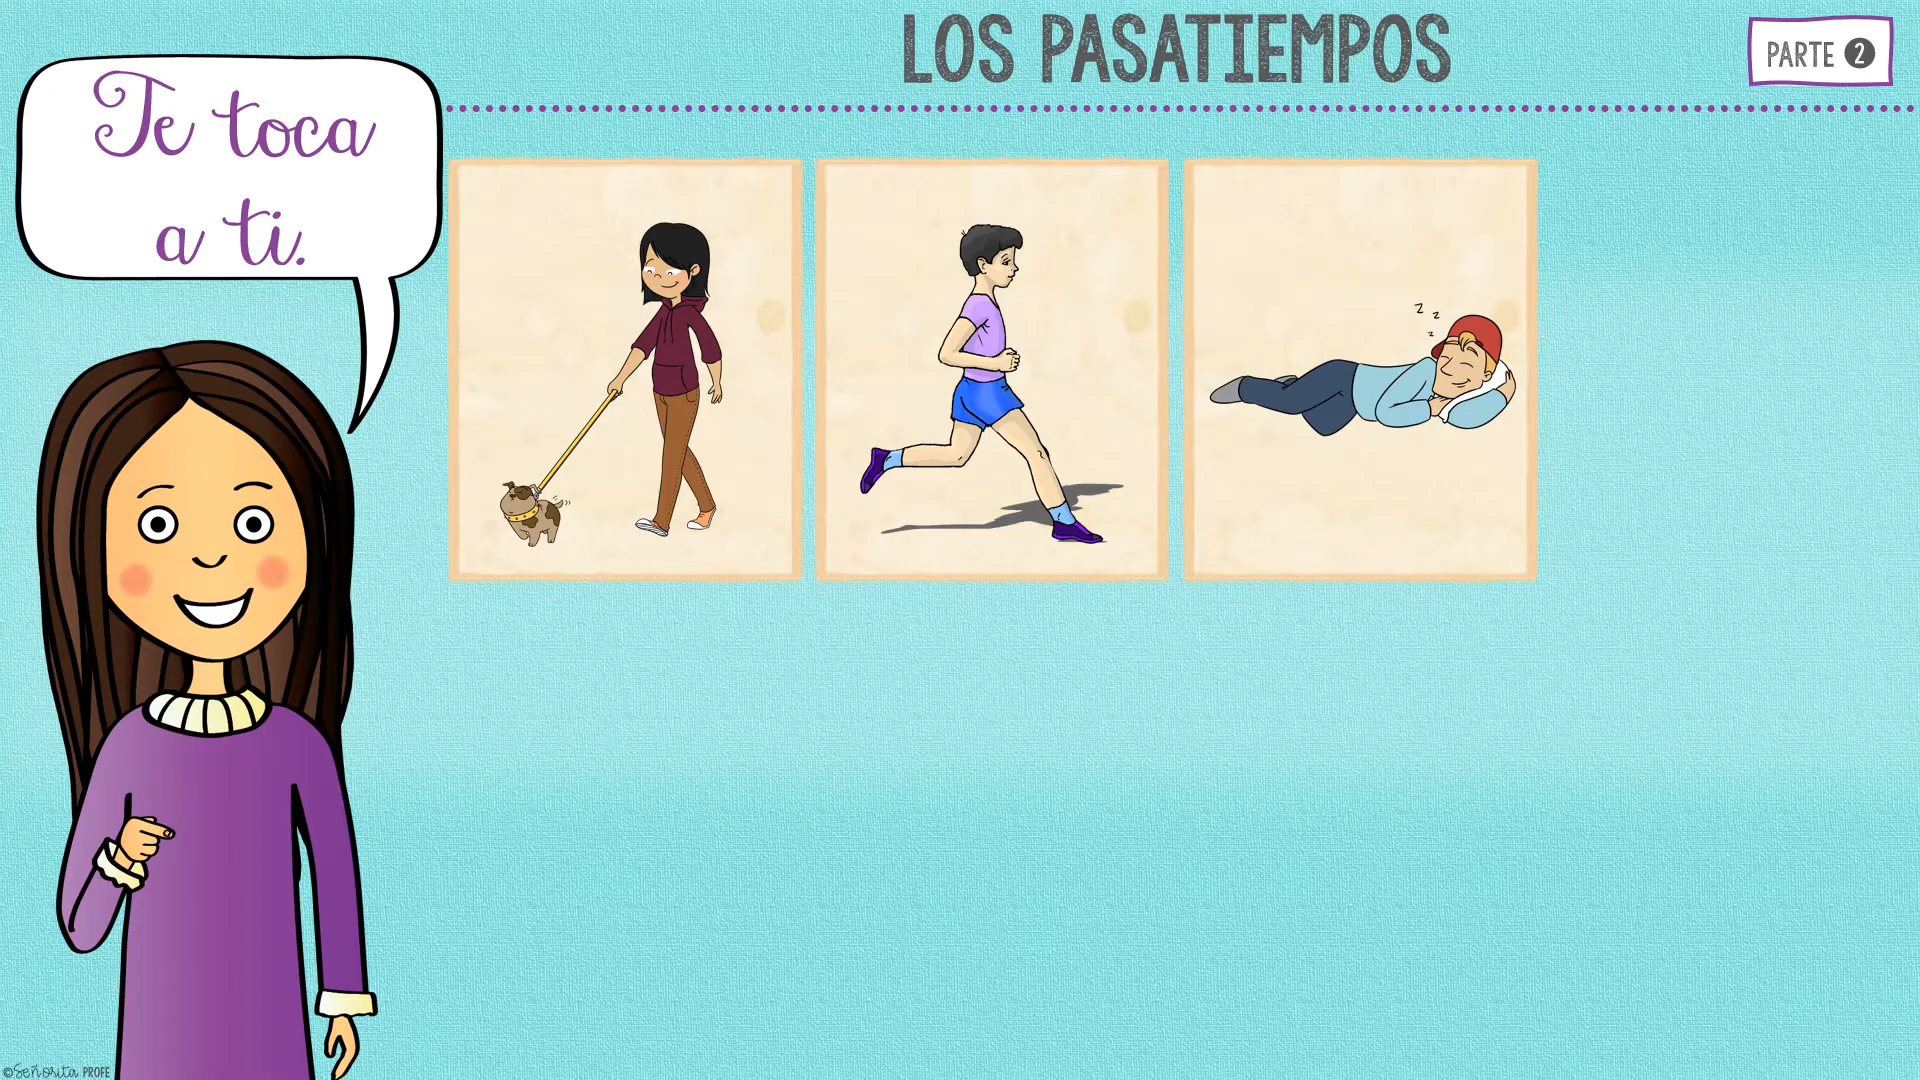 LOS PASATIEMPOS
PARTE 2
Te toca
a ti.
z z z
©Señorita PROFE